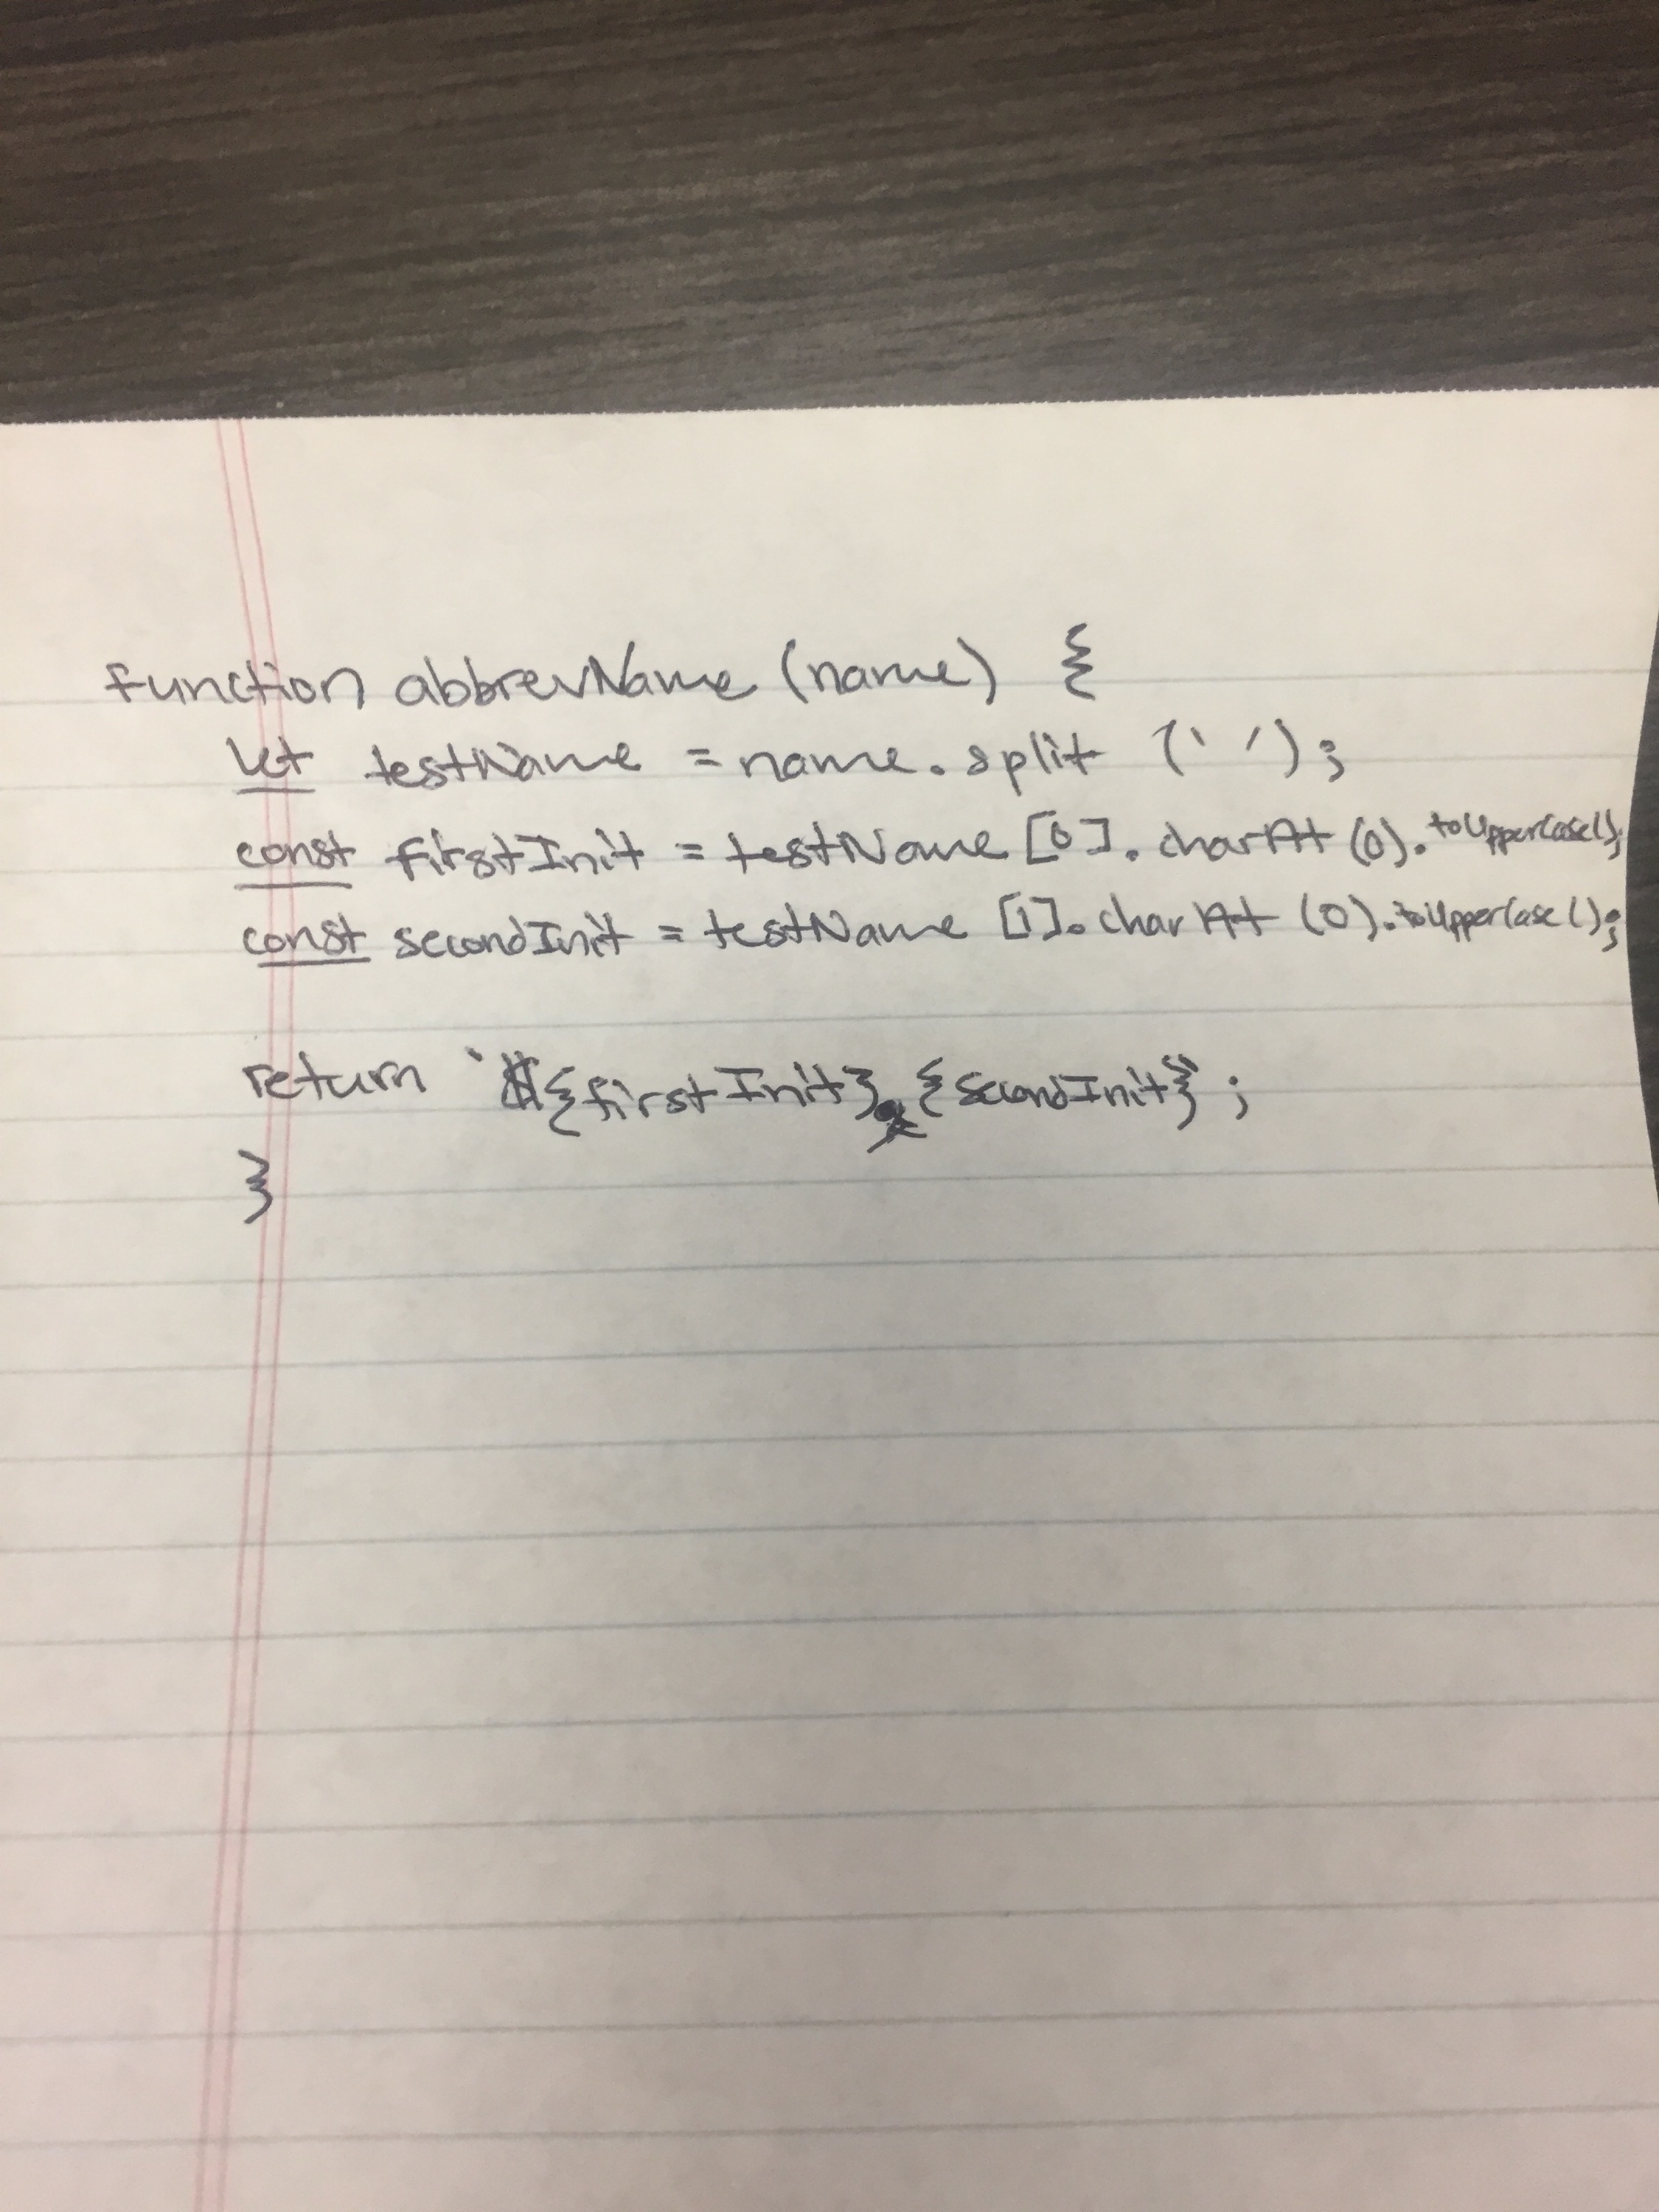 function abbrevName (name) {
let testName = name.split (' ');
const firstInit = testName [0]. charAt (0). toUpperCase();
const secondInit = testName [1]. charAt (0).toUpperCase();
return `${firstInit}.{secondInit}`;
}